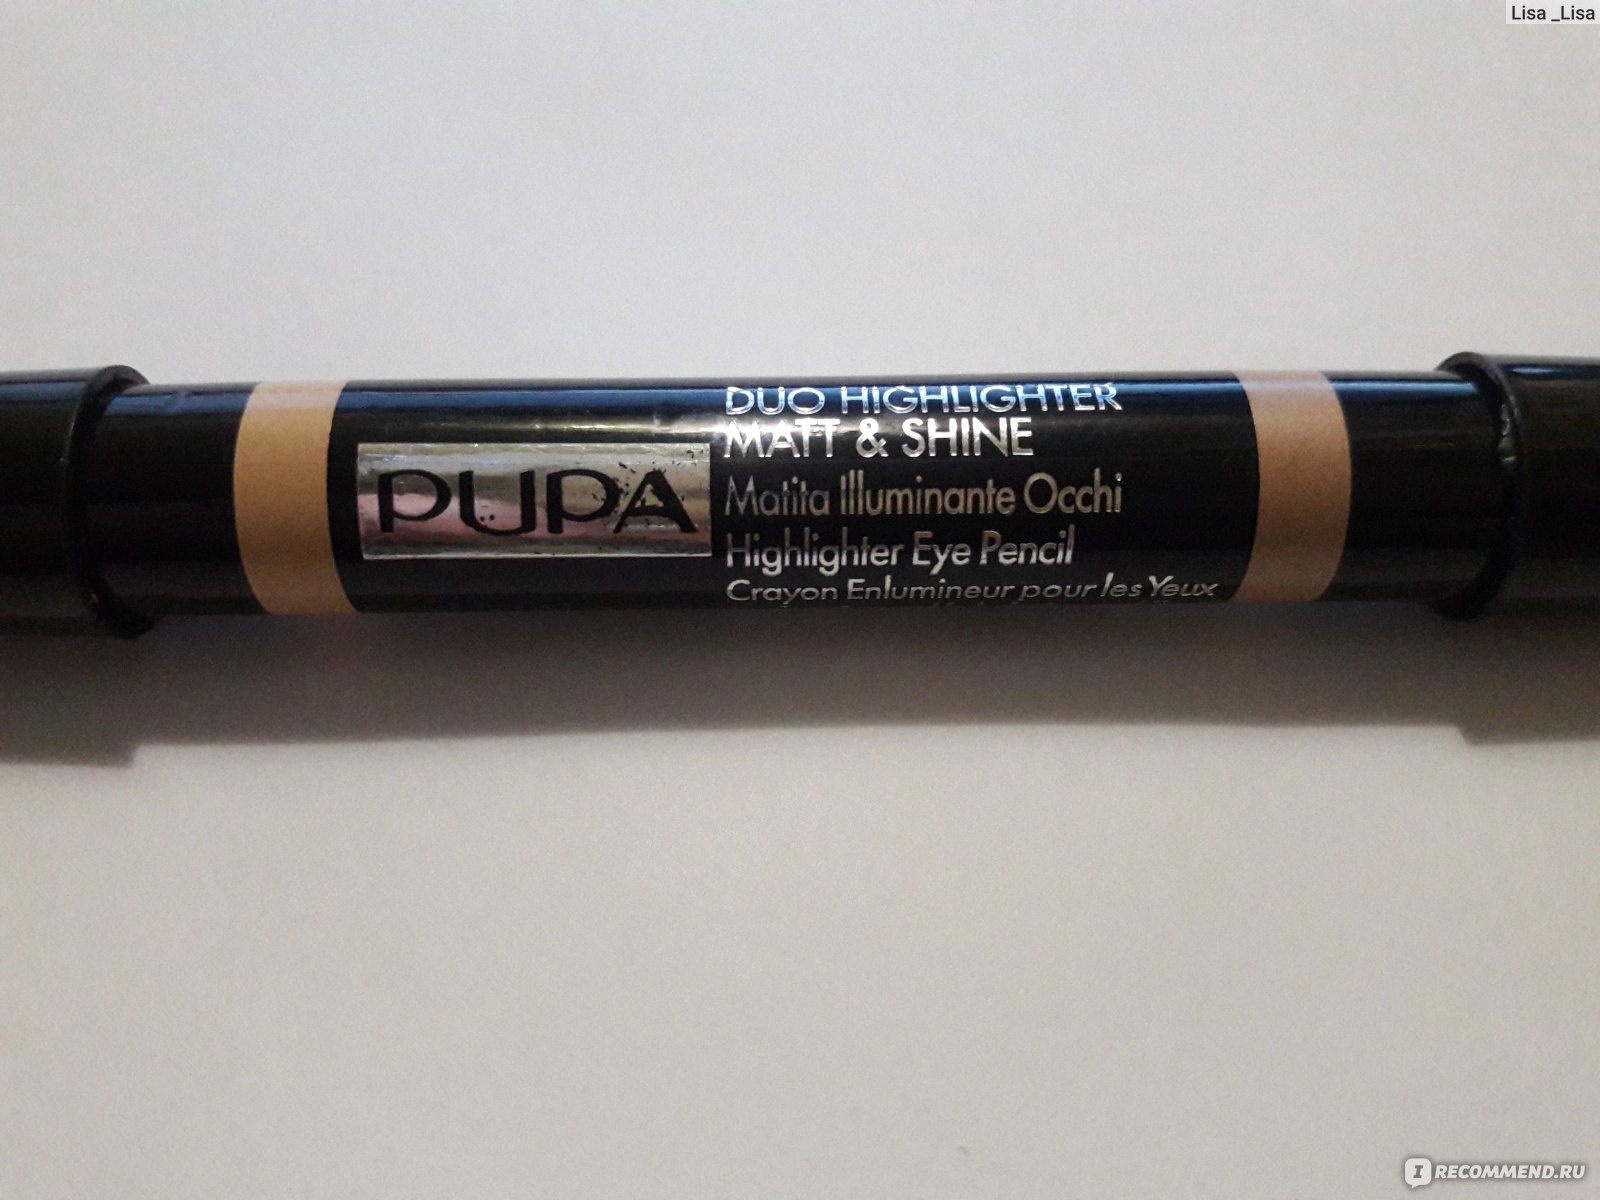 Lisa _Lisa
PUPA
DUO HIGHLIGHTER
MATT & SHINE
Matita Illuminante Occhi
Highlighter Eye Pencil
Crayon Enlumineur pour les Yeux
IRECOMMEND.RU